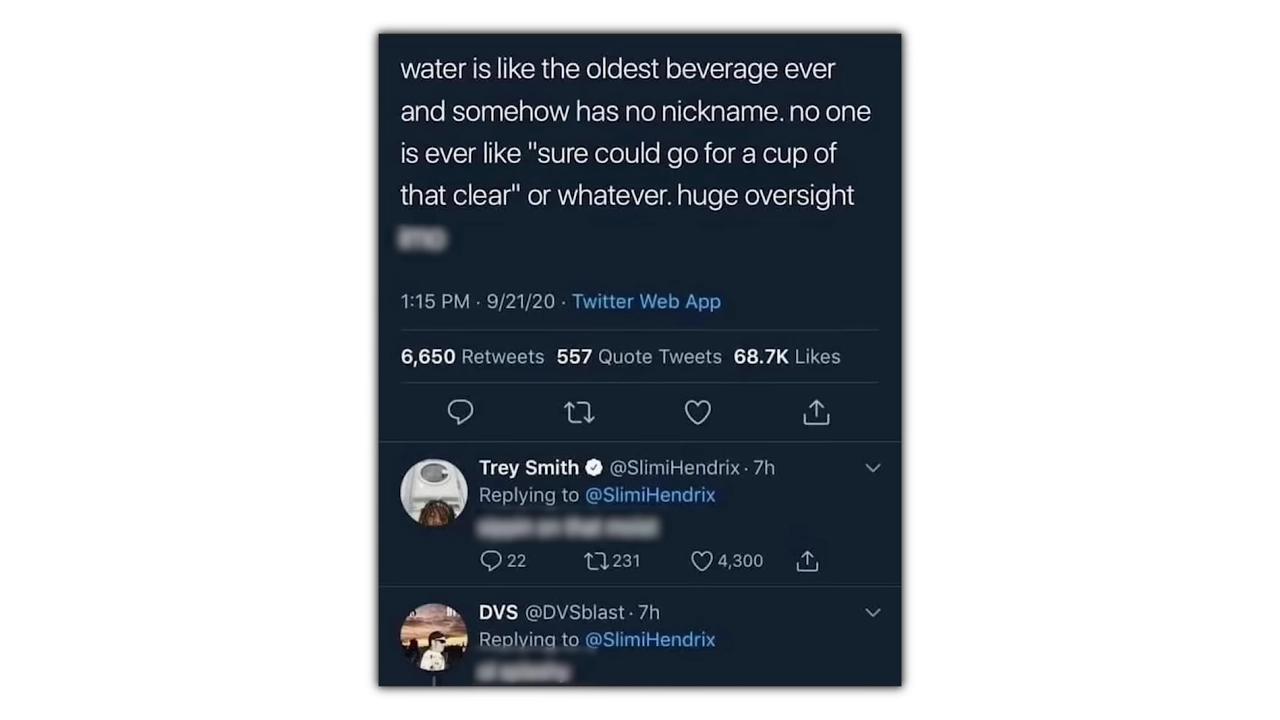 water is like the oldest beverage ever
and somehow has no nickname. no one
is ever like "sure could go for a cup of
that clear" or whatever. huge oversight
1:15 PM · 9/21/20 · Twitter Web App
6,650 Retweets 557 Quote Tweets 68.7K Likes
Trey Smith @SlimiHendrix · 7h
Replying to @SlimiHendrix
22 231 4,300
DVS @DVSblast · 7h
Replying to @SlimiHendrix